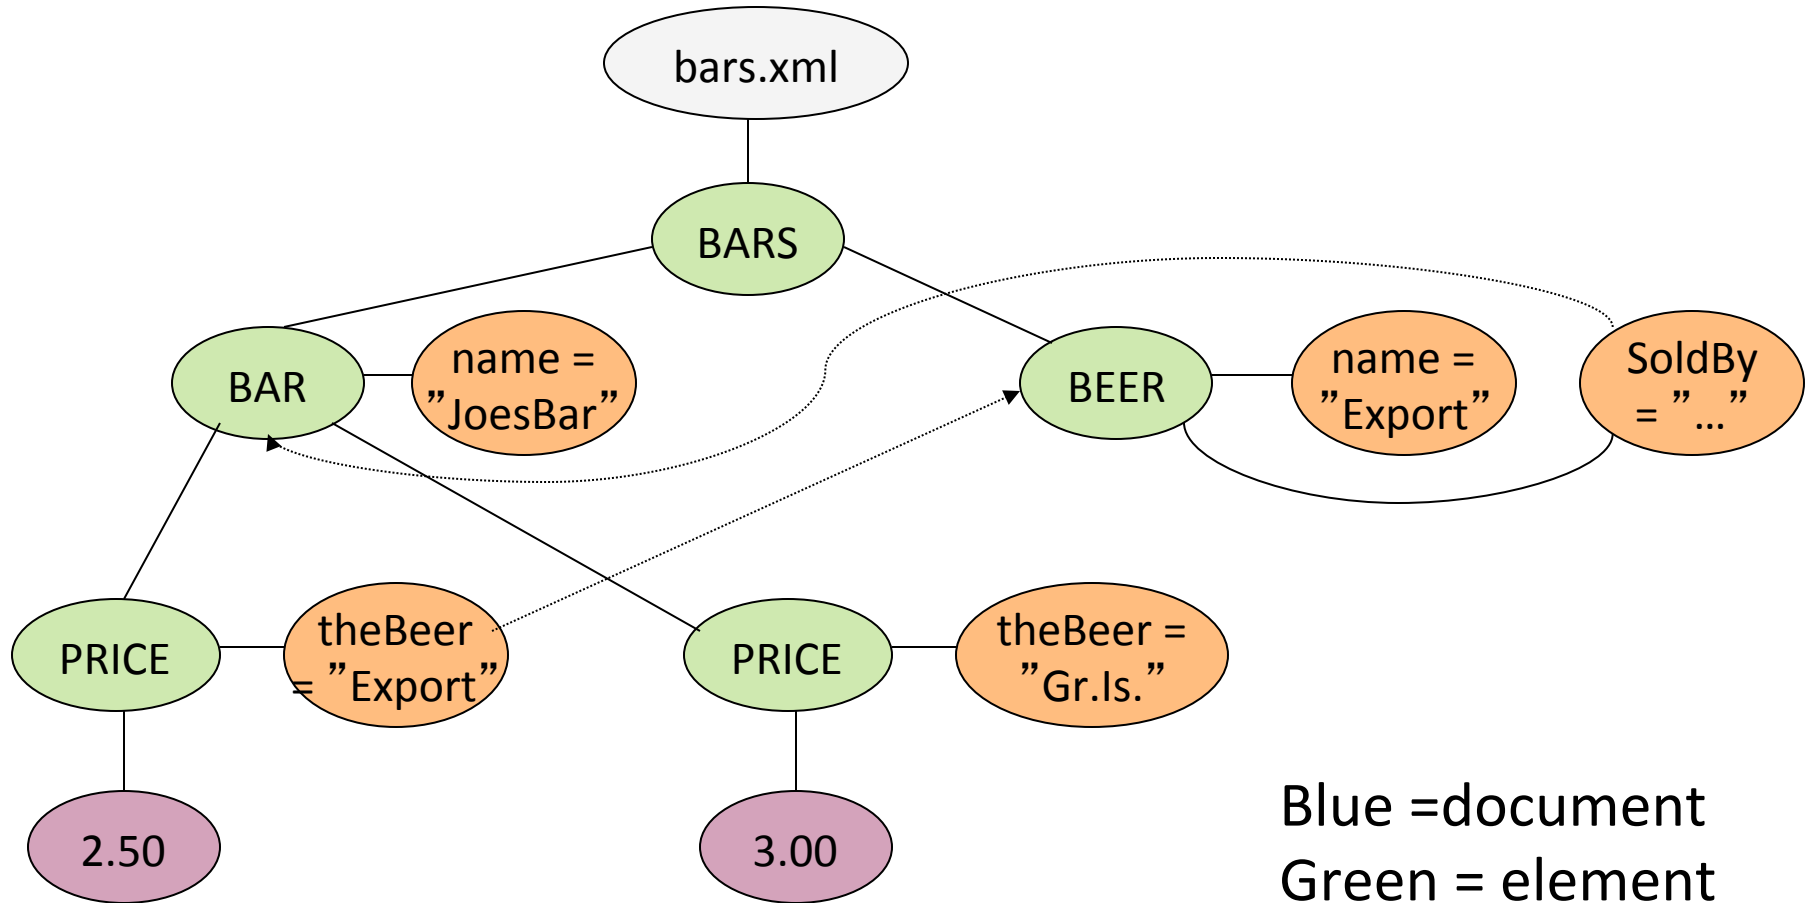 bars.xml
BARS
BAR
name =
”JoesBar”
BEER
name =
”Export”
SoldBy
= ”…”
PRICE
theBeer
= ”Export”
PRICE
theBeer =
”Gr.Is.”
2.50
3.00
Blue =document
Green = element